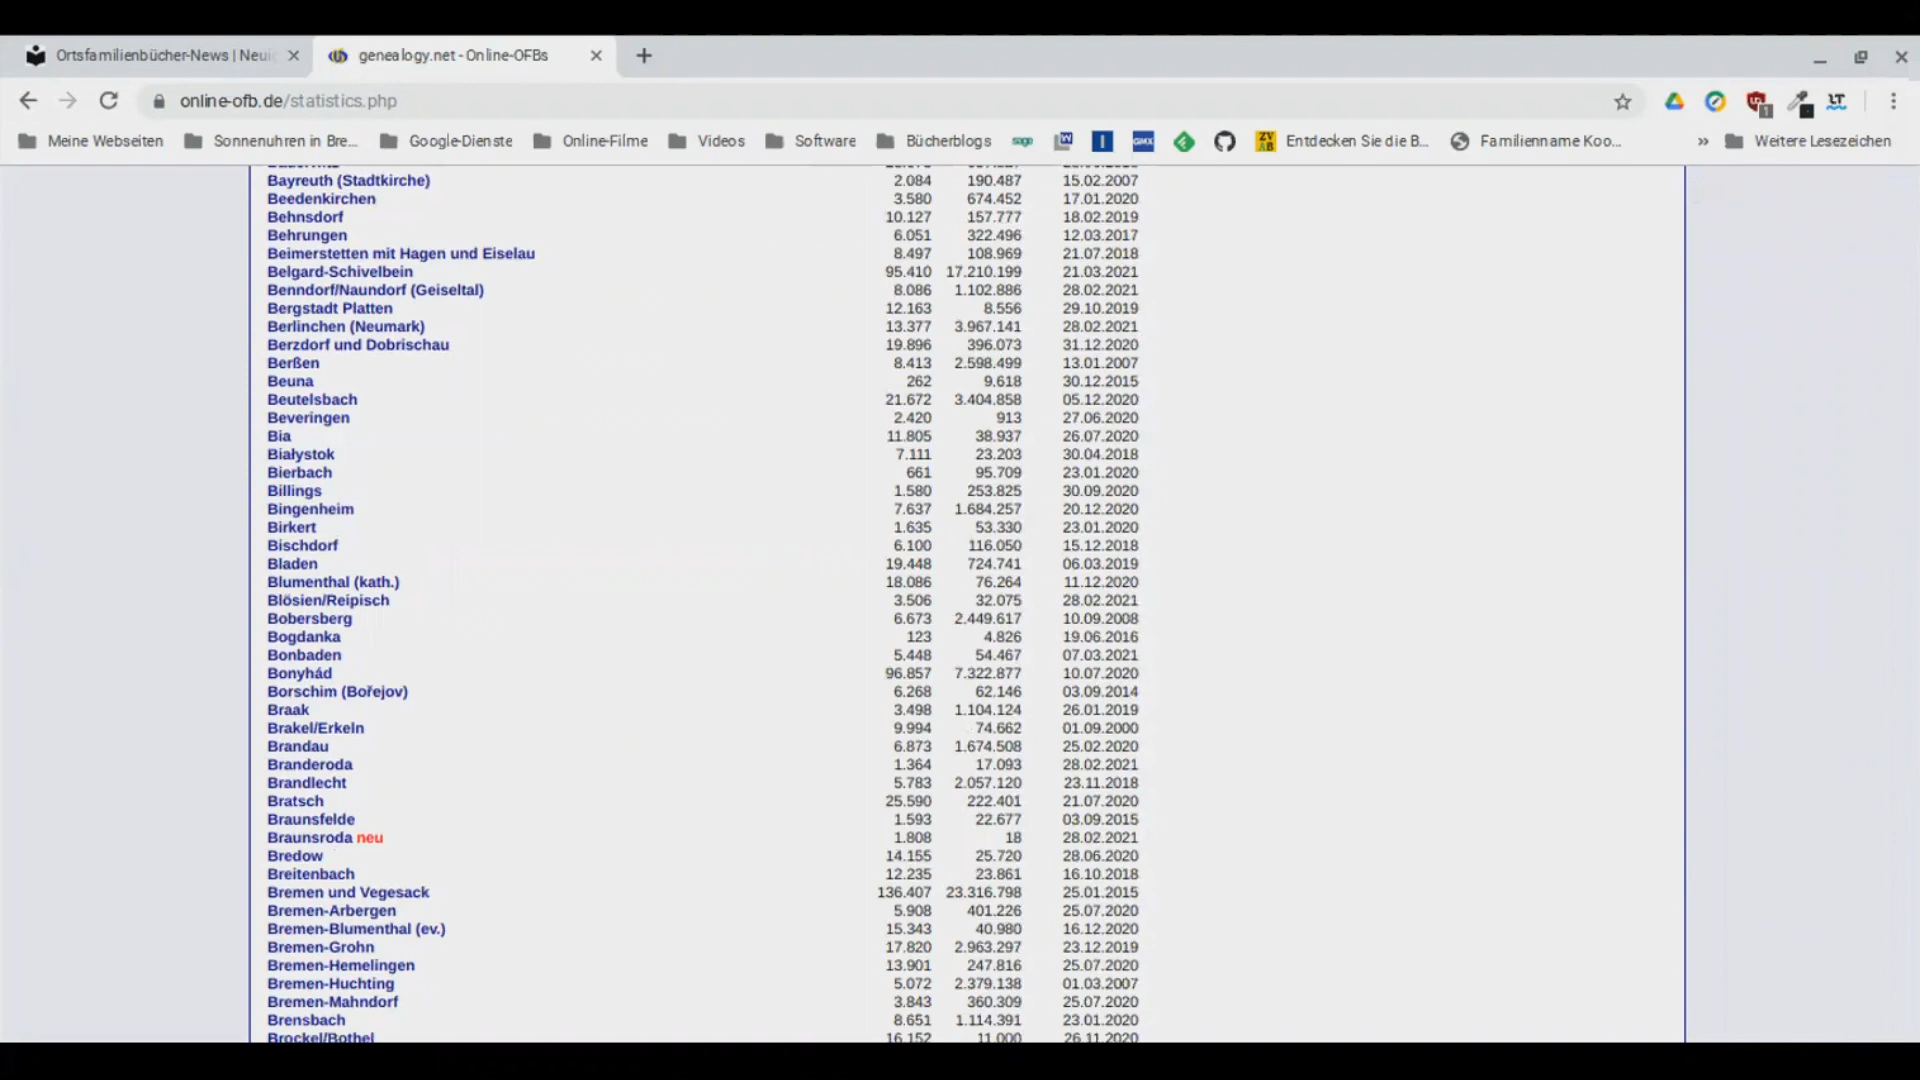 Ortsfamilienbücher-News | Neui
genealogy.net - Online-OFBs
online-ofb.de/statistics.php
Meine Webseiten Sonnenuhren in Bre... Google-Dienste Online-Filme Videos Software Bücherblogs sage W I GMX ZV AB Entdecken Sie die B... Familienname Koo... » Weitere Lesezeichen
Bayreuth (Stadtkirche) 2.084 190.487 15.02.2007
Beedenkirchen 3.580 674.452 17.01.2020
Behnsdorf 10.127 157.777 18.02.2019
Behrungen 6.051 322.496 12.03.2017
Beimerstetten mit Hagen und Eiselau 8.497 108.969 21.07.2018
Belgard-Schivelbein 95.410 17.210.199 21.03.2021
Benndorf/Naundorf (Geiseltal) 8.086 1.102.886 28.02.2021
Bergstadt Platten 12.163 8.556 29.10.2019
Berlinchen (Neumark) 13.377 3.967.141 28.02.2021
Berzdorf und Dobrischau 19.896 396.073 31.12.2020
Berßen 8.413 2.598.499 13.01.2007
Beuna 262 9.618 30.12.2015
Beutelsbach 21.672 3.404.858 05.12.2020
Beveringen 2.420 913 27.06.2020
Bia 11.805 38.937 26.07.2020
Białystok 7.111 23.203 30.04.2018
Bierbach 661 95.709 23.01.2020
Billings 1.580 253.825 30.09.2020
Bingenheim 7.637 1.684.257 20.12.2020
Birkert 1.635 53.330 23.01.2020
Bischdorf 6.100 116.050 15.12.2018
Bladen 19.448 724.741 06.03.2019
Blumenthal (kath.) 18.086 76.264 11.12.2020
Blösien/Reipisch 3.506 32.075 28.02.2021
Bobersberg 6.673 2.449.617 10.09.2008
Bogdanka 123 4.826 19.06.2016
Bonbaden 5.448 54.467 07.03.2021
Bonyhád 96.857 7.322.877 10.07.2020
Borschim (Bořejov) 6.268 62.146 03.09.2014
Braak 3.498 1.104.124 26.01.2019
Brakel/Erkeln 9.994 74.662 01.09.2000
Brandau 6.873 1.674.508 25.02.2020
Branderoda 1.364 17.093 28.02.2021
Brandlecht 5.783 2.057.120 23.11.2018
Bratsch 25.590 222.401 21.07.2020
Braunsfelde 1.593 22.677 03.09.2015
Braunsroda neu 1.808 18 28.02.2021
Bredow 14.155 25.720 28.06.2020
Breitenbach 12.235 23.861 16.10.2018
Bremen und Vegesack 136.407 23.316.798 25.01.2015
Bremen-Arbergen 5.908 401.226 25.07.2020
Bremen-Blumenthal (ev.) 15.343 40.980 16.12.2020
Bremen-Grohn 17.820 2.963.297 23.12.2019
Bremen-Hemelingen 13.901 247.816 25.07.2020
Bremen-Huchting 5.072 2.379.138 01.03.2007
Bremen-Mahndorf 3.843 360.309 25.07.2020
Brensbach 8.651 1.114.391 23.01.2020
Brockel/Bothel 16.152 11.000 26.11.2020